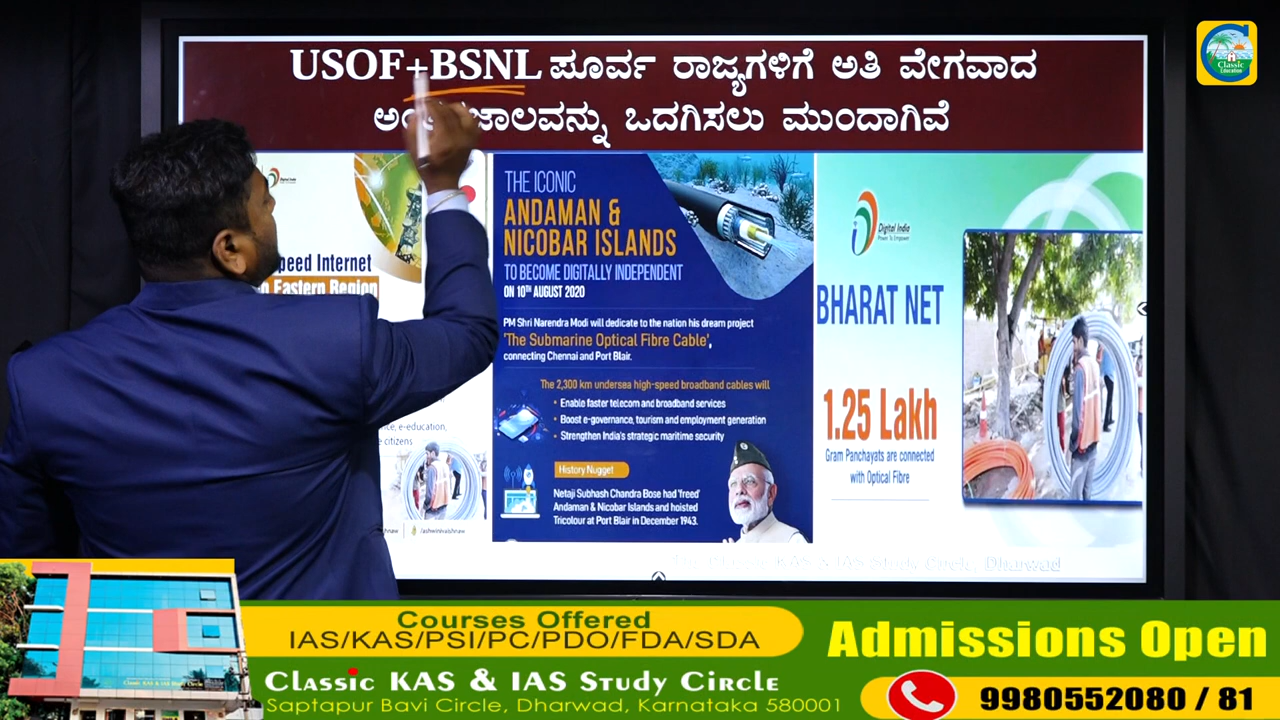 USOF+BSNL ಪೂರ್ವ ರಾಜ್ಯಗಳಿಗೆ ಅತಿ ವೇಗವಾದ
ಒದಗಿಸಲು ಮುಂದಾಗಿವೆ
Classic
Education
Digital India
peed Internet
Eastern Region
e-education,
citizens
THE ICONIC
ANDAMAN &
NICOBAR ISLANDS
TO BECOME DIGITALLY INDEPENDENT
ON 10TH AUGUST 2020
PM Shri Narendra Modi will dedicate to the nation his dream project
'The Submarine Optical Fibre Cable',
connecting Chennai and Port Blair.
The 2,300 km undersea high-speed broadband cables will
• Enable faster telecom and broadband services
• Boost e-governance, tourism and employment generation
• Strengthen India's strategic maritime security
History Nugget
Netaji Subhash Chandra Bose had 'freed'
Andaman & Nicobar Islands and hoisted
Tricolour at Port Blair in December 1943.
Digital India
Power To Empower
BHARAT NET
1.25 Lakh
Gram Panchayats are connected
with Optical Fibre
KAS & IAS Study Circle, Dharwad
Courses Offered
IAS/KAS/PSI/PC/PDO/FDA/SDA
Classic KAS & IAS Study Circle
Saptapur Bavi Circle, Dharwad, Karnataka 580001
Admissions Open
9980552080 / 81